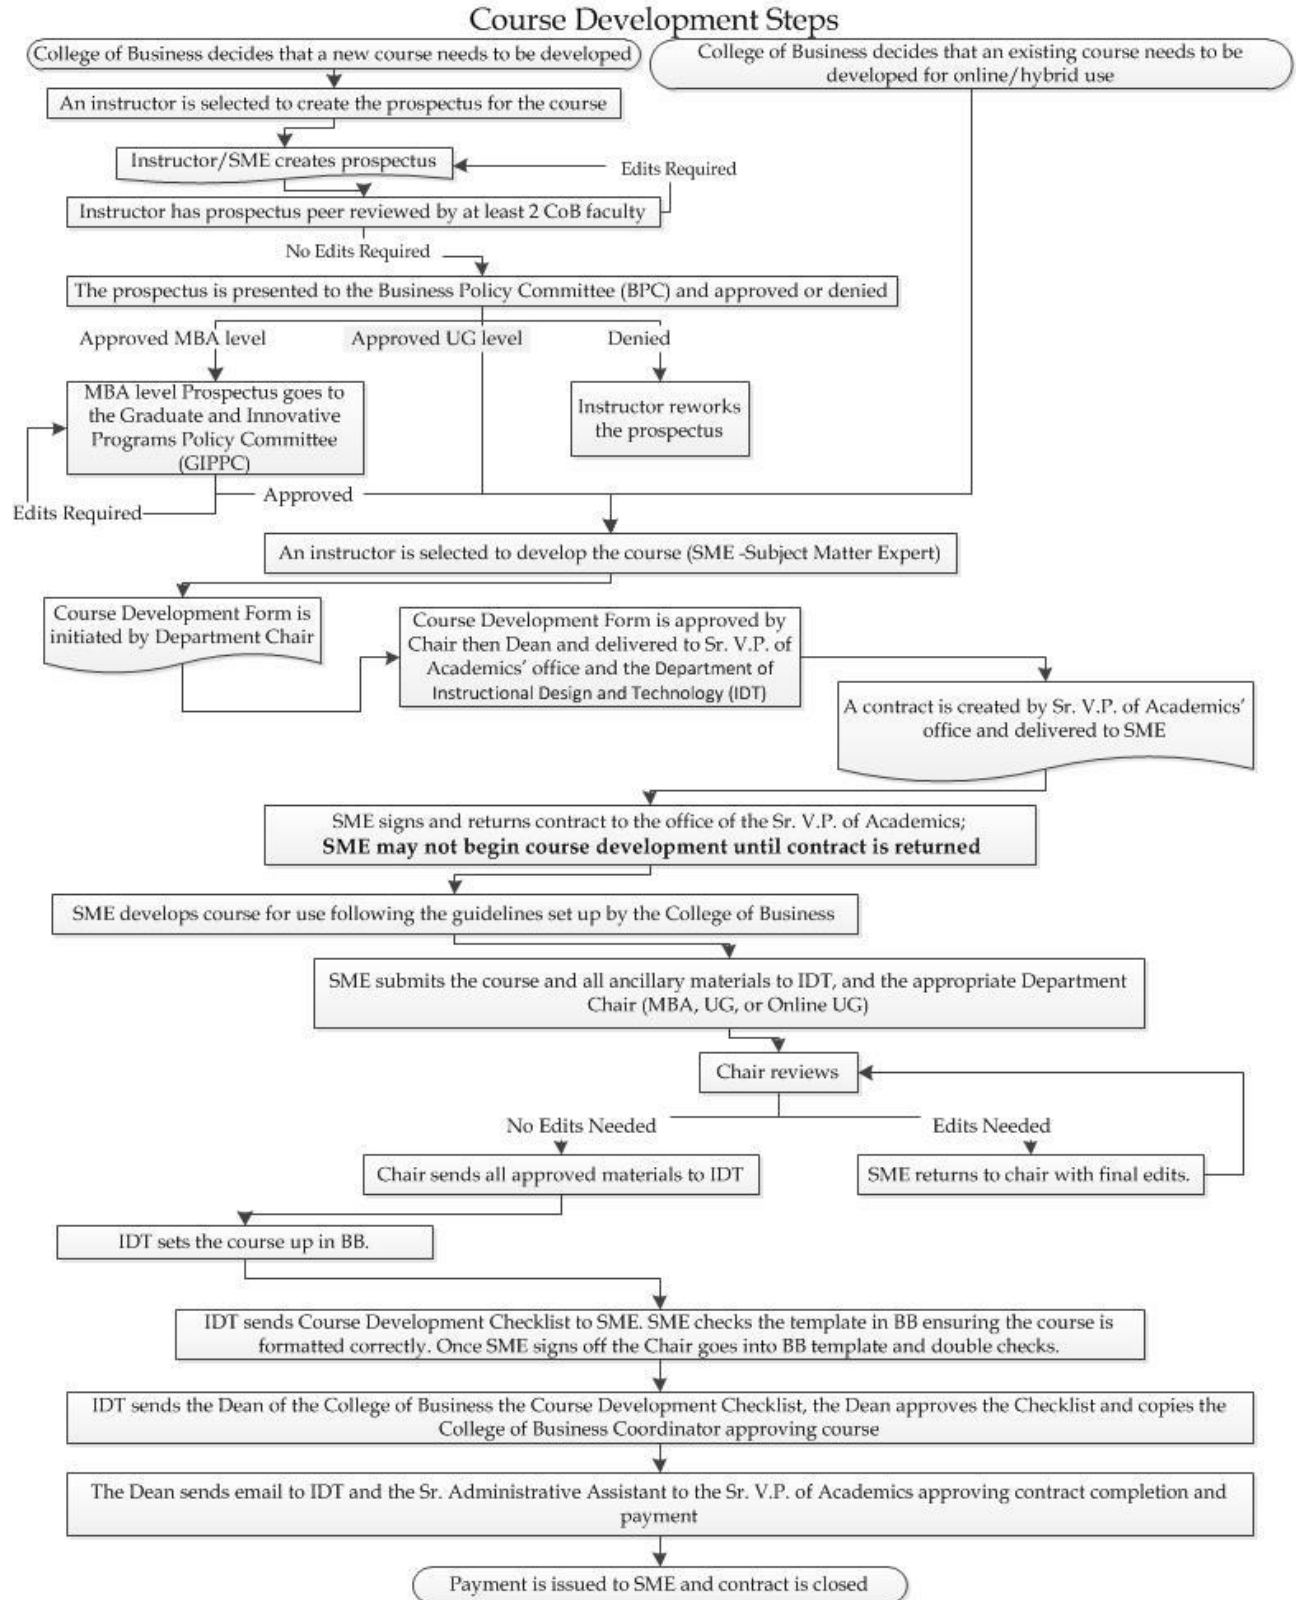 Course Development Steps
College of Business decides that a new course needs to be developed
College of Business decides that an existing course needs to be
developed for online/hybrid use
An instructor is selected to create the prospectus for the course
Instructor/SME creates prospectus
Edits Required
Instructor has prospectus peer reviewed by at least 2 CoB faculty
No Edits Required
The prospectus is presented to the Business Policy Committee (BPC) and approved or denied
Approved MBA level
Approved UG level
Denied
MBA level Prospectus goes to
the Graduate and Innovative
Programs Policy Committee
(GIPPC)
Instructor reworks
the prospectus
Approved
Edits Required
An instructor is selected to develop the course (SME -Subject Matter Expert)
Course Development Form is
initiated by Department Chair
Course Development Form is approved by
Chair then Dean and delivered to Sr. V.P. of
Academics' office and the Department of
Instructional Design and Technology (IDT)
A contract is created by Sr. V.P. of Academics'
office and delivered to SME
SME signs and returns contract to the office of the Sr. V.P. of Academics;
SME may not begin course development until contract is returned
SME develops course for use following the guidelines set up by the College of Business
SME submits the course and all ancillary materials to IDT, and the appropriate Department
Chair (MBA, UG, or Online UG)
Chair reviews
No Edits Needed
Edits Needed
Chair sends all approved materials to IDT
SME returns to chair with final edits.
IDT sets the course up in BB.
IDT sends Course Development Checklist to SME. SME checks the template in BB ensuring the course is
formatted correctly. Once SME signs off the Chair goes into BB template and double checks.
IDT sends the Dean of the College of Business the Course Development Checklist, the Dean approves the Checklist and copies the
College of Business Coordinator approving course
The Dean sends email to IDT and the Sr. Administrative Assistant to the Sr. V.P. of Academics approving contract completion and
payment
Payment is issued to SME and contract is closed